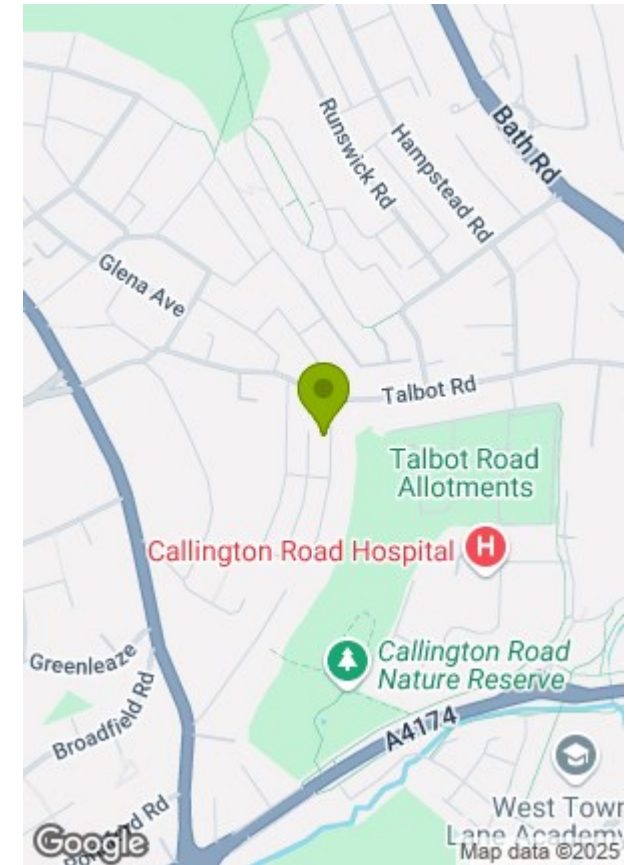 Bath Rd
Runswick Rd
Hampstead Rd
Glena Ave
Talbot Rd
Talbot Road
Allotments
Callington Road Hospital
H
Callington Road
Nature Reserve
Greenleaze
Broadfield Rd
A4174
West Town
Lane Academy
Rd
Google
Map data ©2025